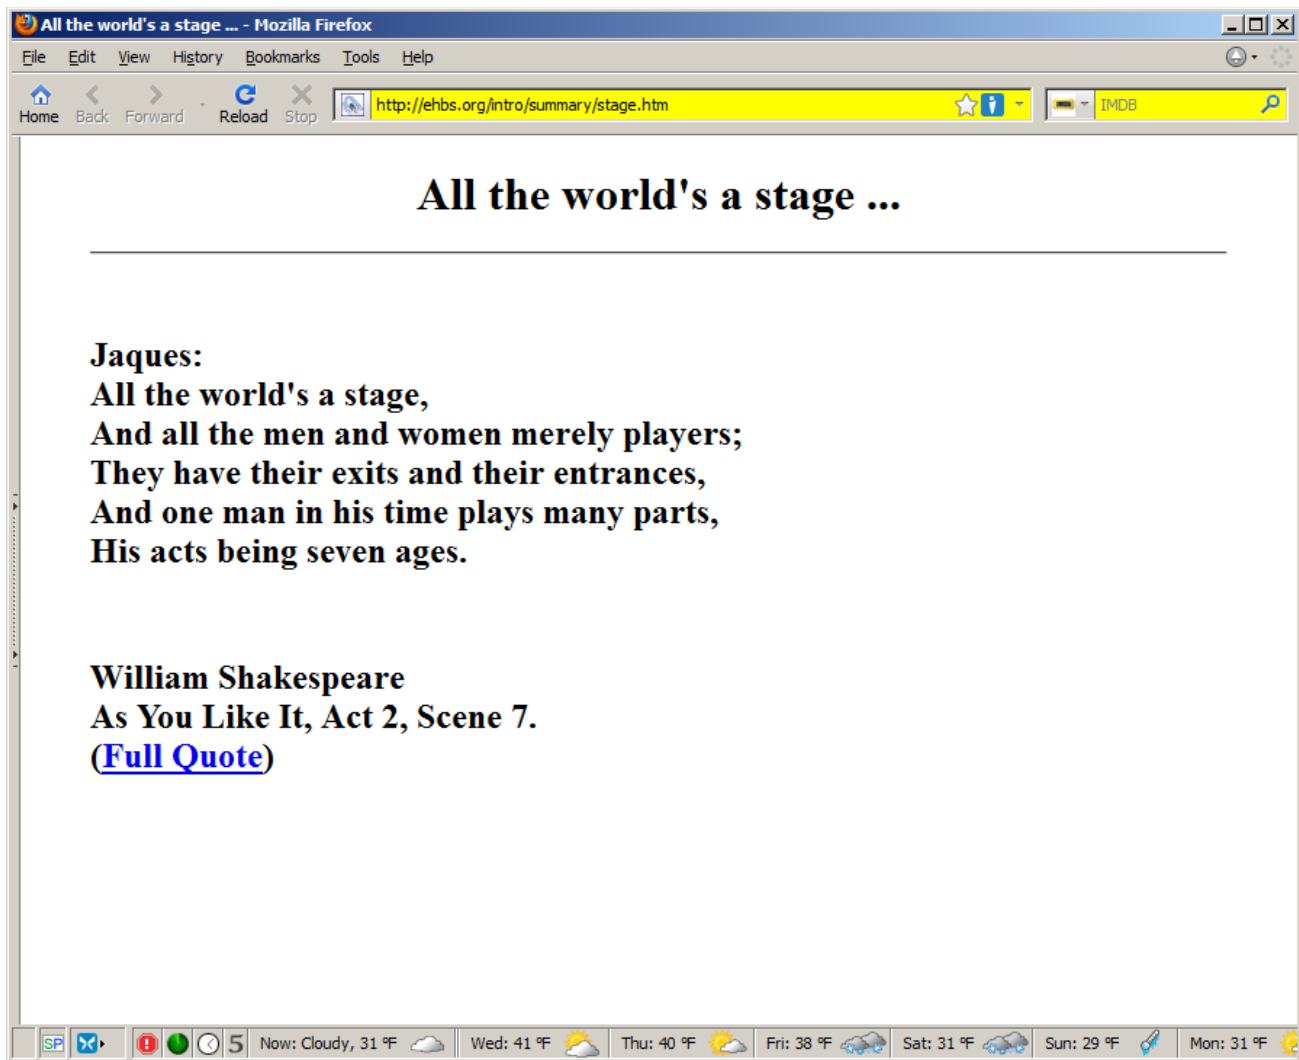 All the world's a stage ... - Mozilla Firefox
File Edit View History Bookmarks Tools Help
Home Back Forward Reload Stop http://ehbs.org/intro/summary/stage.htm IMDB
All the world's a stage ...
Jaques:
All the world's a stage,
And all the men and women merely players;
They have their exits and their entrances,
And one man in his time plays many parts,
His acts being seven ages.
William Shakespeare
As You Like It, Act 2, Scene 7.
(Full Quote)
SP 5 Now: Cloudy, 31 °F Wed: 41 °F Thu: 40 °F Fri: 38 °F Sat: 31 °F Sun: 29 °F Mon: 31 °F